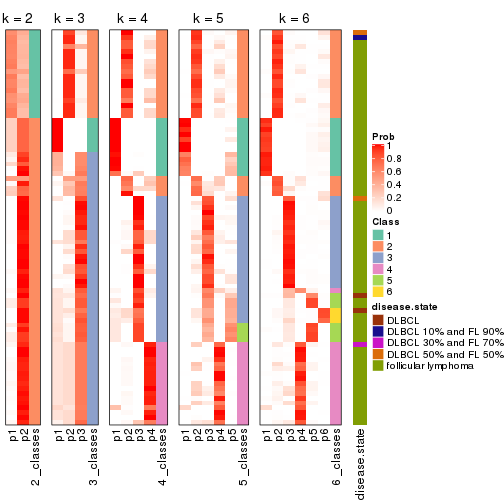 k = 2 k = 3 k = 4 k = 5 k = 6
Prob
1
0.8
0.6
0.4
0.2
0
Class
1
2
3
4
5
6
disease.state
DLBCL
DLBCL 10% and FL 90%
DLBCL 30% and FL 70%
DLBCL 50% and FL 50%
follicular lymphoma
p1 p2 2_classes p1 p2 p3 3_classes p1 p2 p3 p4 4_classes p1 p2 p3 p4 p5 5_classes p1 p2 p3 p4 p5 p6 6_classes disease.state